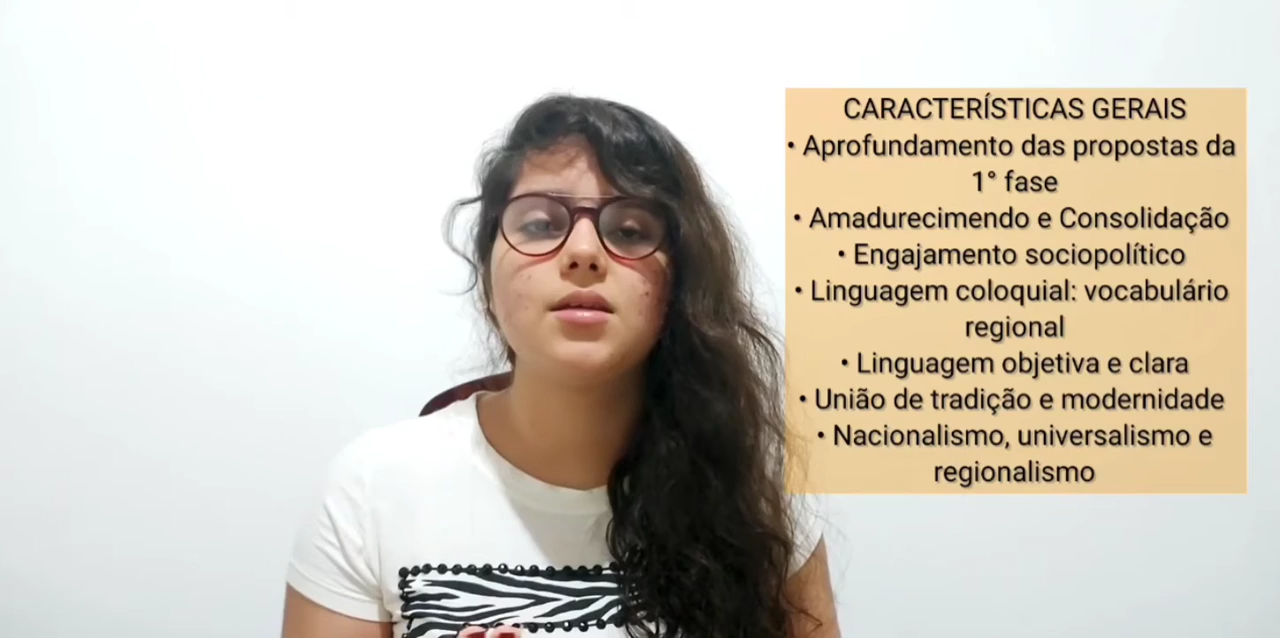 CARACTERÍSTICAS GERAIS
• Aprofundamento das propostas da
1° fase
• Amadurecimendo e Consolidação
• Engajamento sociopolítico
• Linguagem coloquial: vocabulário
regional
• Linguagem objetiva e clara
• União de tradição e modernidade
• Nacionalismo, universalismo e
regionalismo